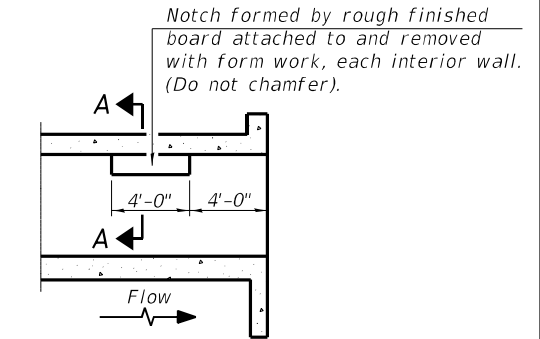 Notch formed by rough finished
board attached to and removed
with form work, each interior wall.
(Do not chamfer).
A
4'-0" 4'-0"
A
Flow